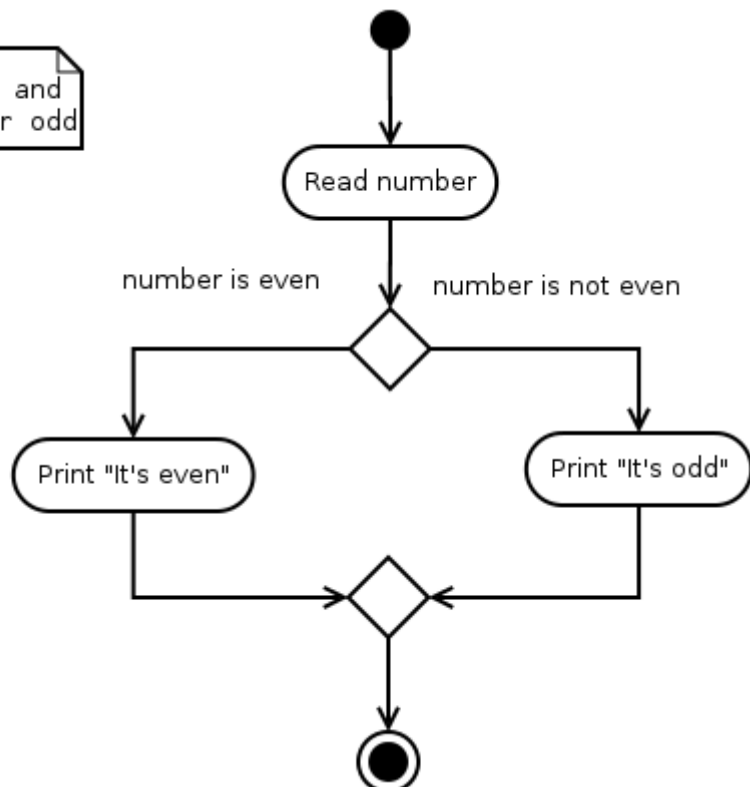 and
r odd
Read number
number is even
number is not even
Print "It's even"
Print "It's odd"